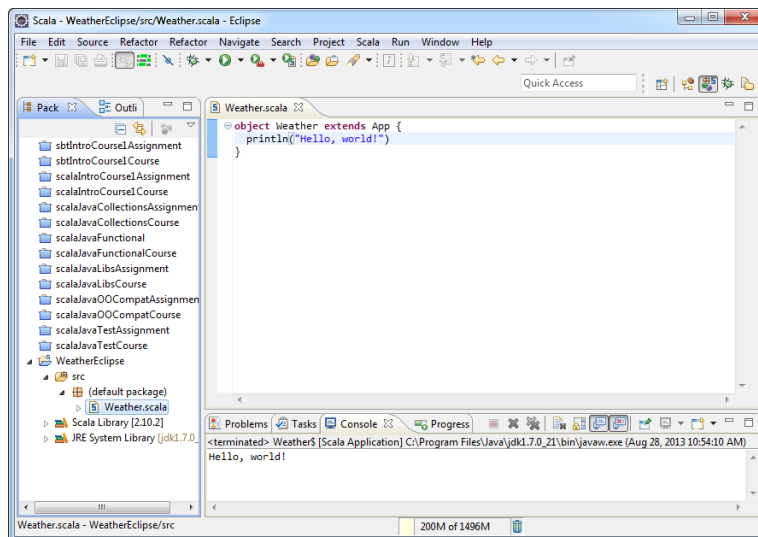 Scala - WeatherEclipse/src/Weather.scala - Eclipse
File Edit Source Refactor Refactor Navigate Search Project Scala Run Window Help
Quick Access
Pack Outli
Weather.scala
sbtIntroCourse1Assignment
sbtIntroCourse1Course
scalaIntroCourse1Assignment
scalaIntroCourse1Course
scalaJavaCollectionsAssignmen
scalaJavaCollectionsCourse
scalaJavaFunctional
scalaJavaFunctionalCourse
scalaJavaLibsAssignment
scalaJavaLibsCourse
scalaJavaOOCompatAssignmen
scalaJavaOOCompatCourse
scalaJavaTestAssignment
scalaJavaTestCourse
WeatherEclipse
src
(default package)
Weather.scala
Scala Library [2.10.2]
JRE System Library [jdk1.7.0_
object Weather extends App {
println("Hello, world!")
}
Problems Tasks Console Progress
<terminated> Weather$ [Scala Application] C:\Program Files\Java\jdk1.7.0_21\bin\javaw.exe (Aug 28, 2013 10:54:10 AM)
Hello, world!
Weather.scala - WeatherEclipse/src
200M of 1496M